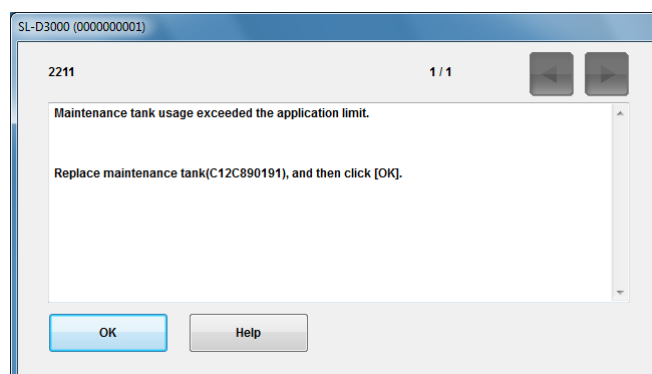 SL-D3000 (0000000001)
2211 1 / 1
Maintenance tank usage exceeded the application limit.
Replace maintenance tank(C12C890191), and then click [OK].
OK Help